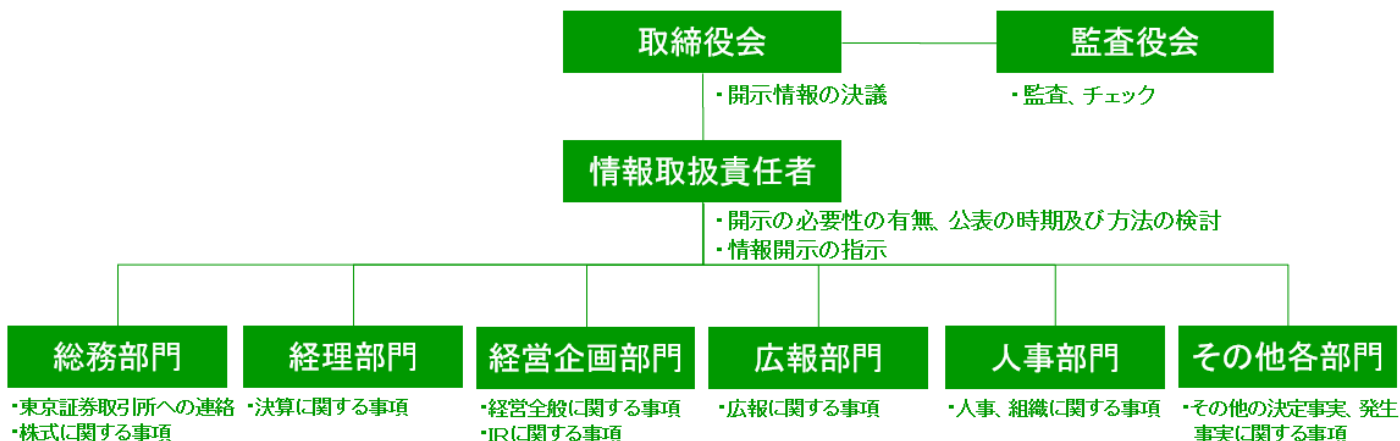 取締役会
監査役会
・開示情報の決議
・監査、チェック
情報取扱責任者
・開示の必要性の有無、公表の時期及び方法の検討
・情報開示の指示
総務部門
経理部門
経営企画部門
広報部門
人事部門
その他各部門
・東京証券取引所への連絡
・株式に関する事項
・決算に関する事項
・経営全般に関する事項
・IRに関する事項
・広報に関する事項
・人事、組織に関する事項
・その他の決定事実、発生
事実に関する事項